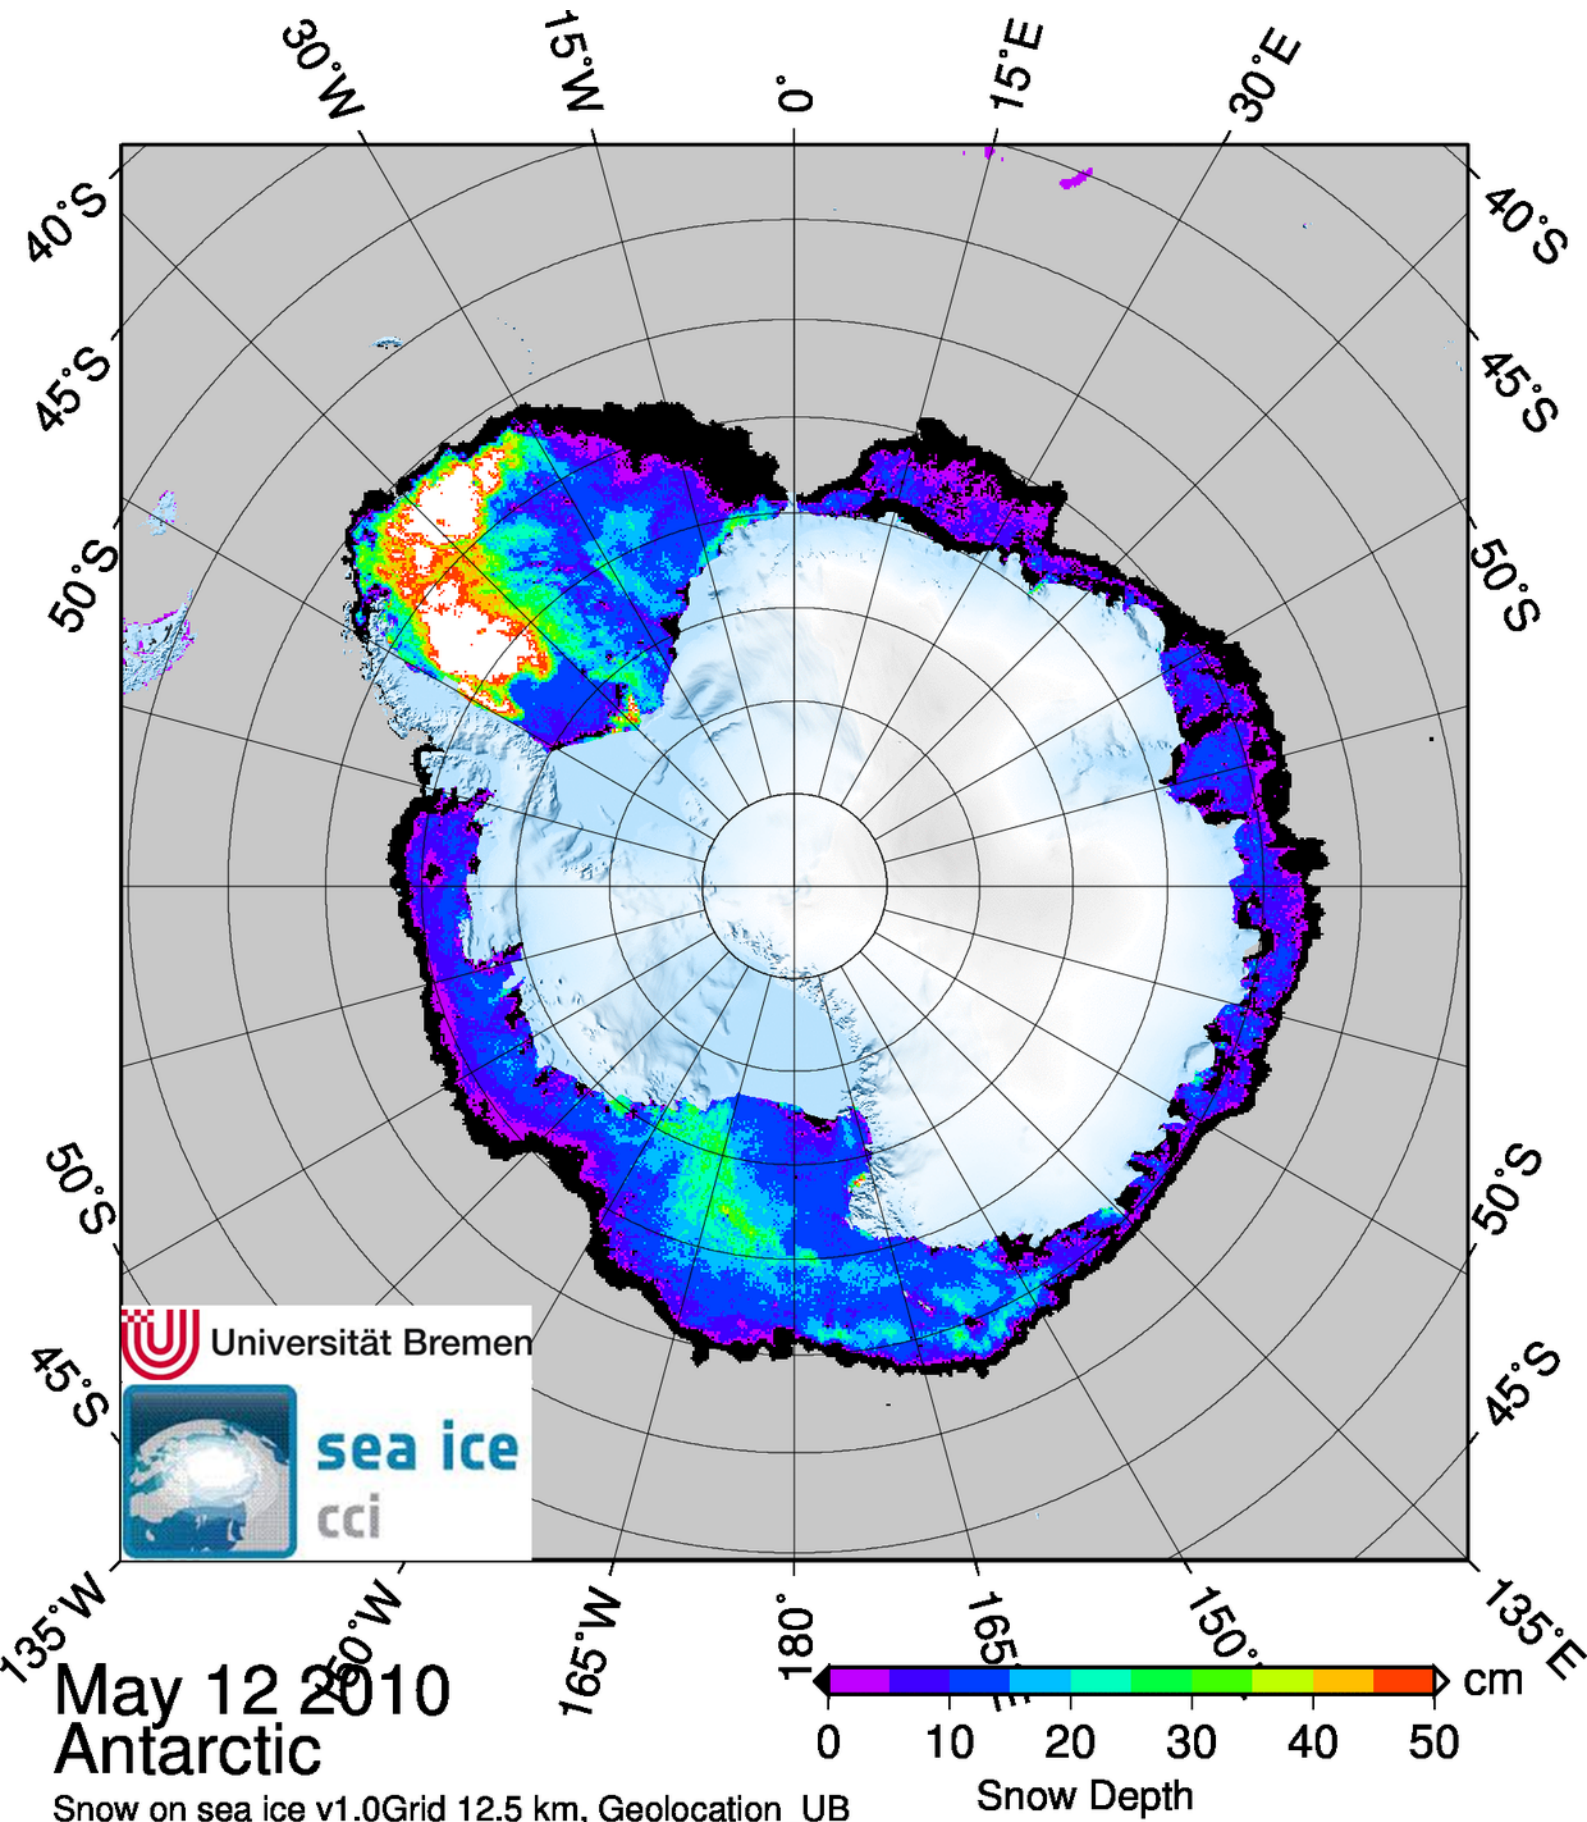 30°W
15°W
0°
15°E
30°E
40°S
40°S
45°S
45°S
50°S
50°S
50°S
50°S
45°S
45°S
Universität Bremen
sea ice
cci
135°W
165°W
180°
150°
135°E
May 12 2010
Antarctic
Snow on sea ice v1.0Grid 12.5 km, Geolocation UB
cm
0 10 20 30 40 50
Snow Depth